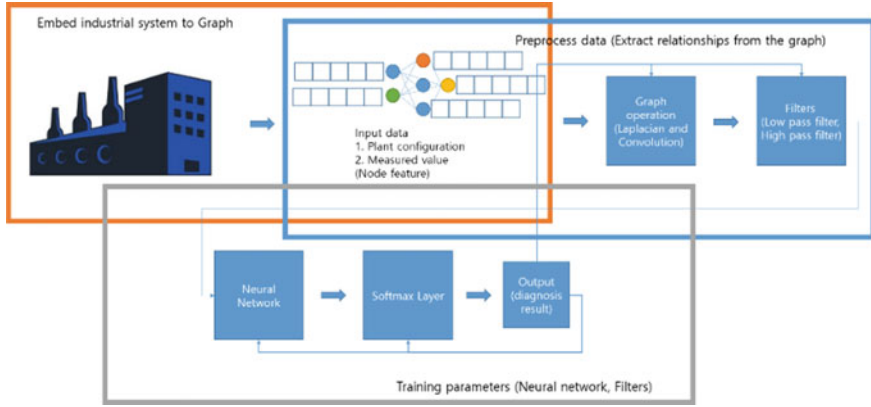 Embed industrial system to Graph
Preprocess data (Extract relationships from the graph)
Input data
1. Plant configuration
2. Measured value
(Node feature)
Graph
operation
(Laplacian and
Convolution)
Filters
(Low pass filter,
High pass filter)
Neural
Network
Softmax Layer
Output
(diagnosis
result)
Training parameters (Neural network, Filters)